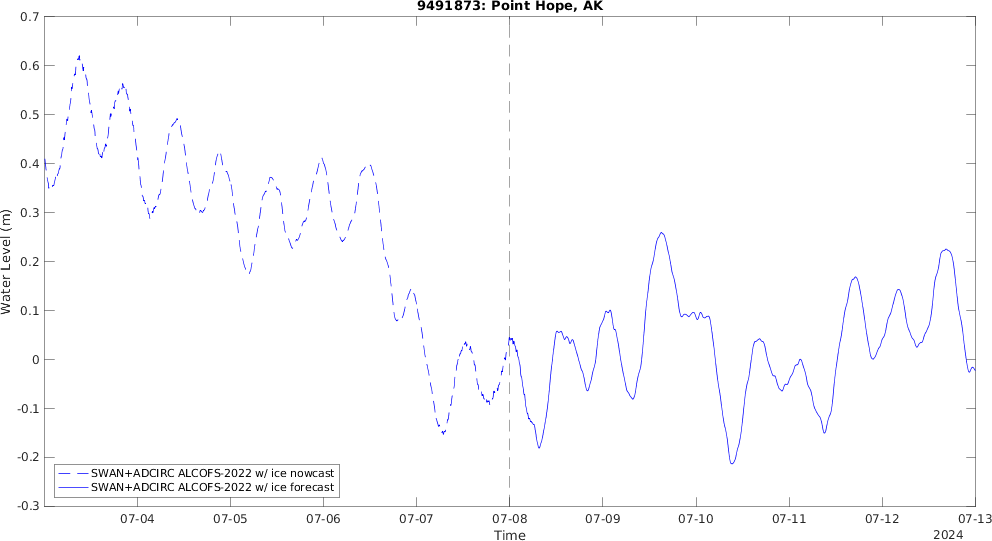 9491873: Point Hope, AK
0.7
0.6
0.5
0.4
0.3
0.2
0.1
0
-0.1
-0.2
-0.3
Water Level (m)
SWAN+ADCIRC ALCOFS-2022 w/ ice nowcast
SWAN+ADCIRC ALCOFS-2022 w/ ice forecast
07-04 07-05 07-06 07-07 07-08 07-09 07-10 07-11 07-12 07-13
Time
2024